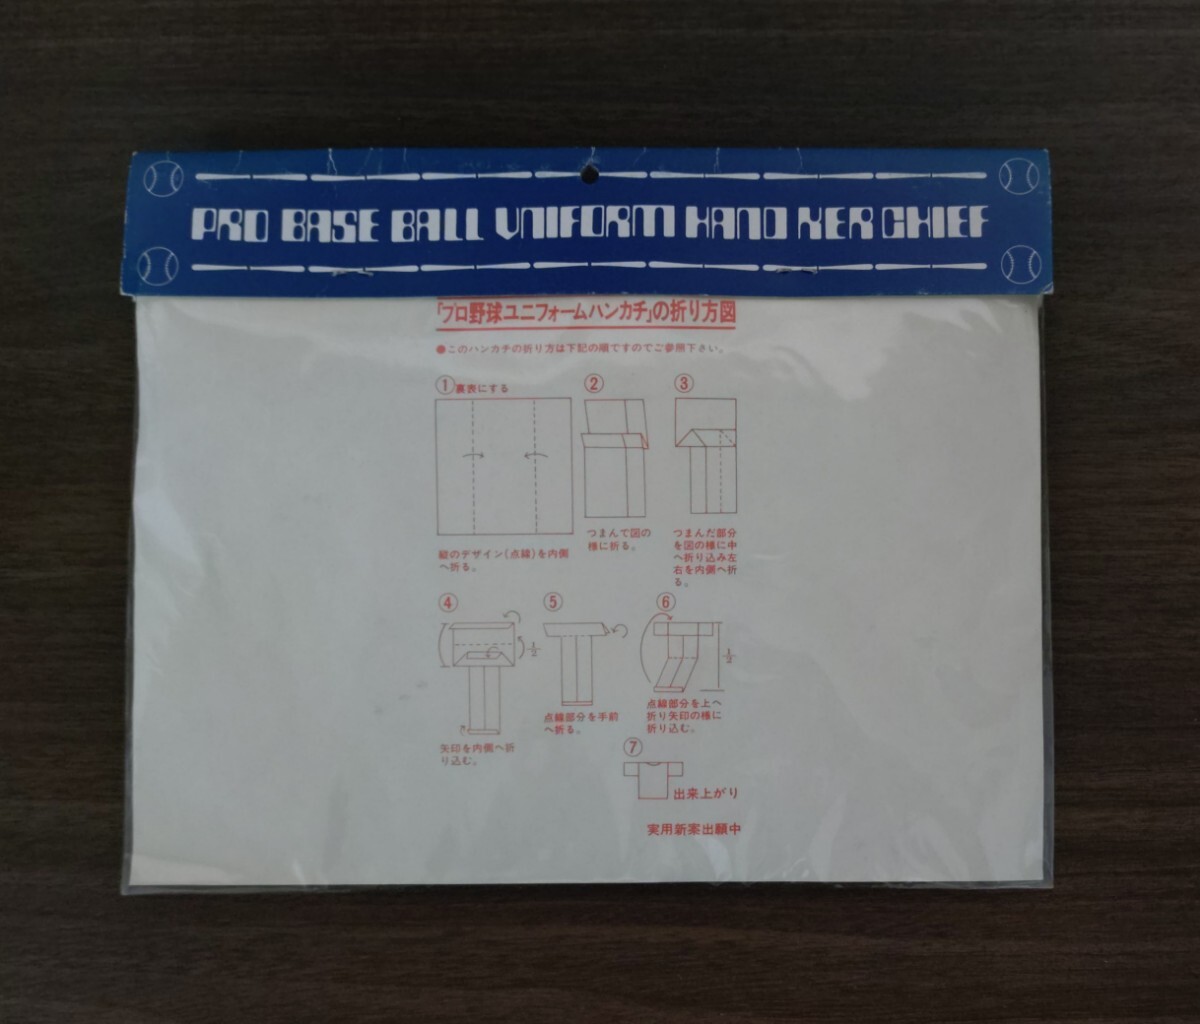 PRO BASE BALL UNIFORM HAND KER CHIEF
「プロ野球ユニフォームハンカチ」の折り方図
●このハンカチの折り方は下記の順ですのでご参照下さい。
①裏表にする
縦のデザイン(点線)を内側
へ折る。
②
つまんで図の
様に折る。
③
つまんだ部分
を図の様に中
へ折り込み左
右を内側へ折
る。
④
1/2
矢印を内側へ折
り込む。
⑤
点線部分を手前
へ折る。
⑥
1/2
点線部分を上へ
折り矢印の様に
折り込む。
⑦
出来上がり
実用新案出願中